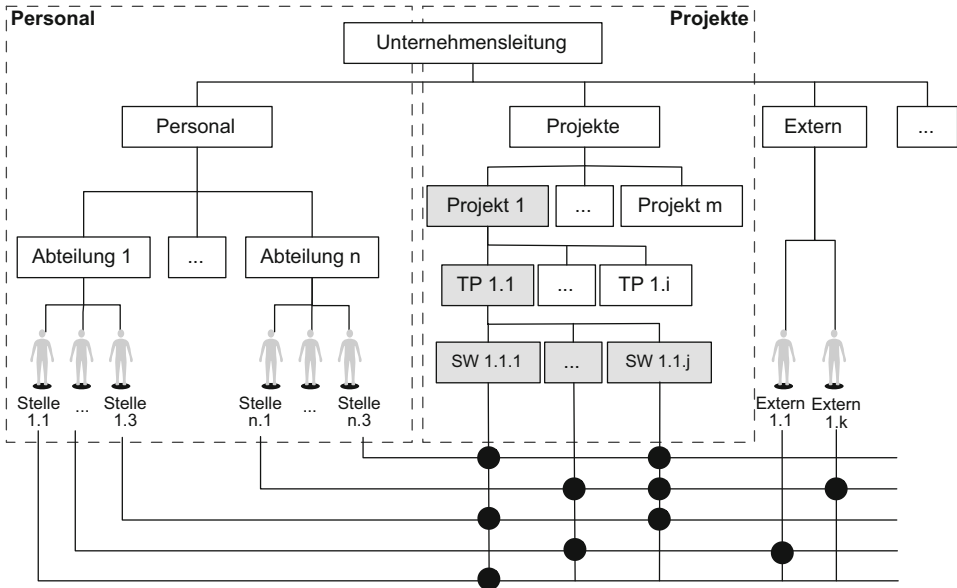 Personal
Projekte
Unternehmensleitung
Personal
Projekte
Extern
...
Projekt 1
...
Projekt m
Abteilung 1
...
Abteilung n
TP 1.1
...
TP 1.i
SW 1.1.1
...
SW 1.1.j
Stelle
1.1
...
Stelle
1.3
Stelle
n.1
...
Stelle
n.3
Extern
1.1
Extern
1.k